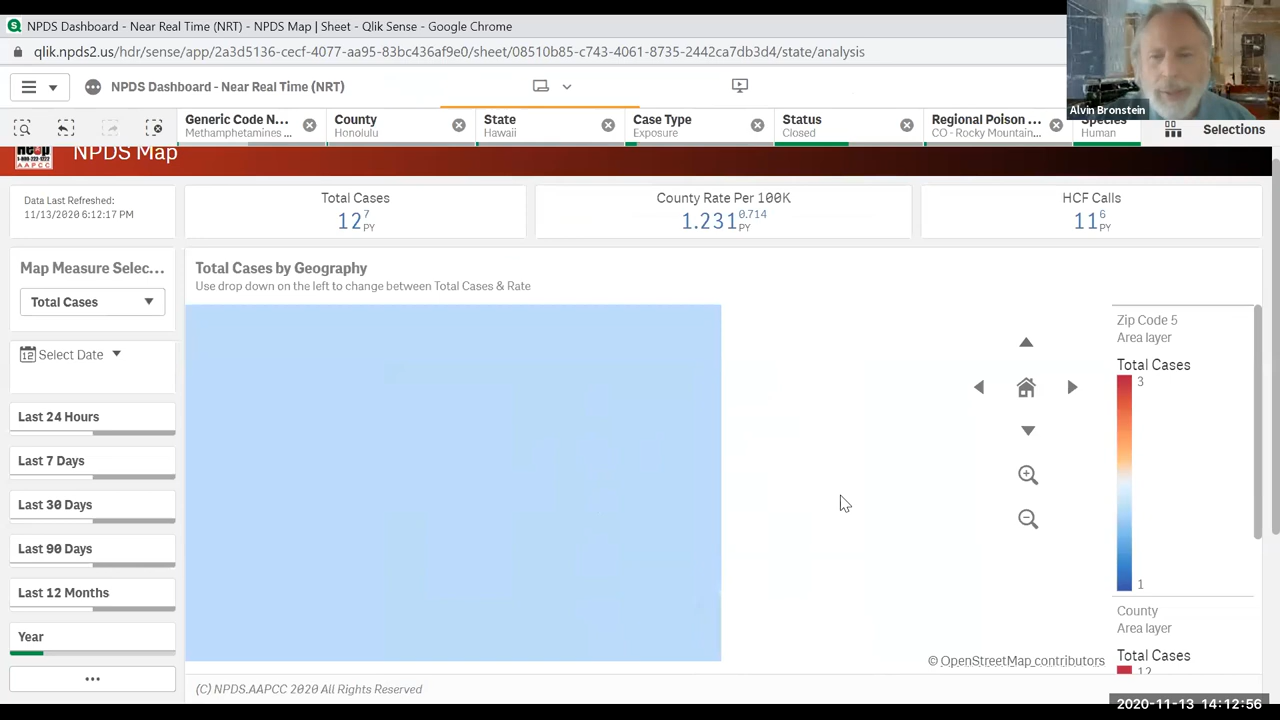 NPDS Dashboard - Near Real Time (NRT) - NPDS Map | Sheet - Qlik Sense - Google Chrome
qlik.npds2.us/hdr/sense/app/2a3d5136-cecf-4077-aa95-83bc436af9e0/sheet/08510b85-c743-4061-8735-2442ca7db3d4/state/analysis
NPDS Dashboard - Near Real Time (NRT)
Alvin Bronstein
Generic Code N...
Methamphetamines ...
County
Honolulu
State
Hawaii
Case Type
Exposure
Status
Closed
Regional Poison ...
CO - Rocky Mountain...
Species
Human
Selections
1-800-222-1222
AAPCC
NPDS Map
Data Last Refreshed:
11/13/2020 6:12:17 PM
Total Cases
12 7 PY
County Rate Per 100K
1.231 0.714 PY
HCF Calls
11 6 PY
Map Measure Selec...
Total Cases
12 Select Date
Last 24 Hours
Last 7 Days
Last 30 Days
Last 90 Days
Last 12 Months
Year
...
Total Cases by Geography
Use drop down on the left to change between Total Cases & Rate
© OpenStreetMap contributors
Zip Code 5
Area layer
Total Cases
3
1
County
Area layer
Total Cases
12
(C) NPDS.AAPCC 2020 All Rights Reserved
2020-11-13 14:12:56